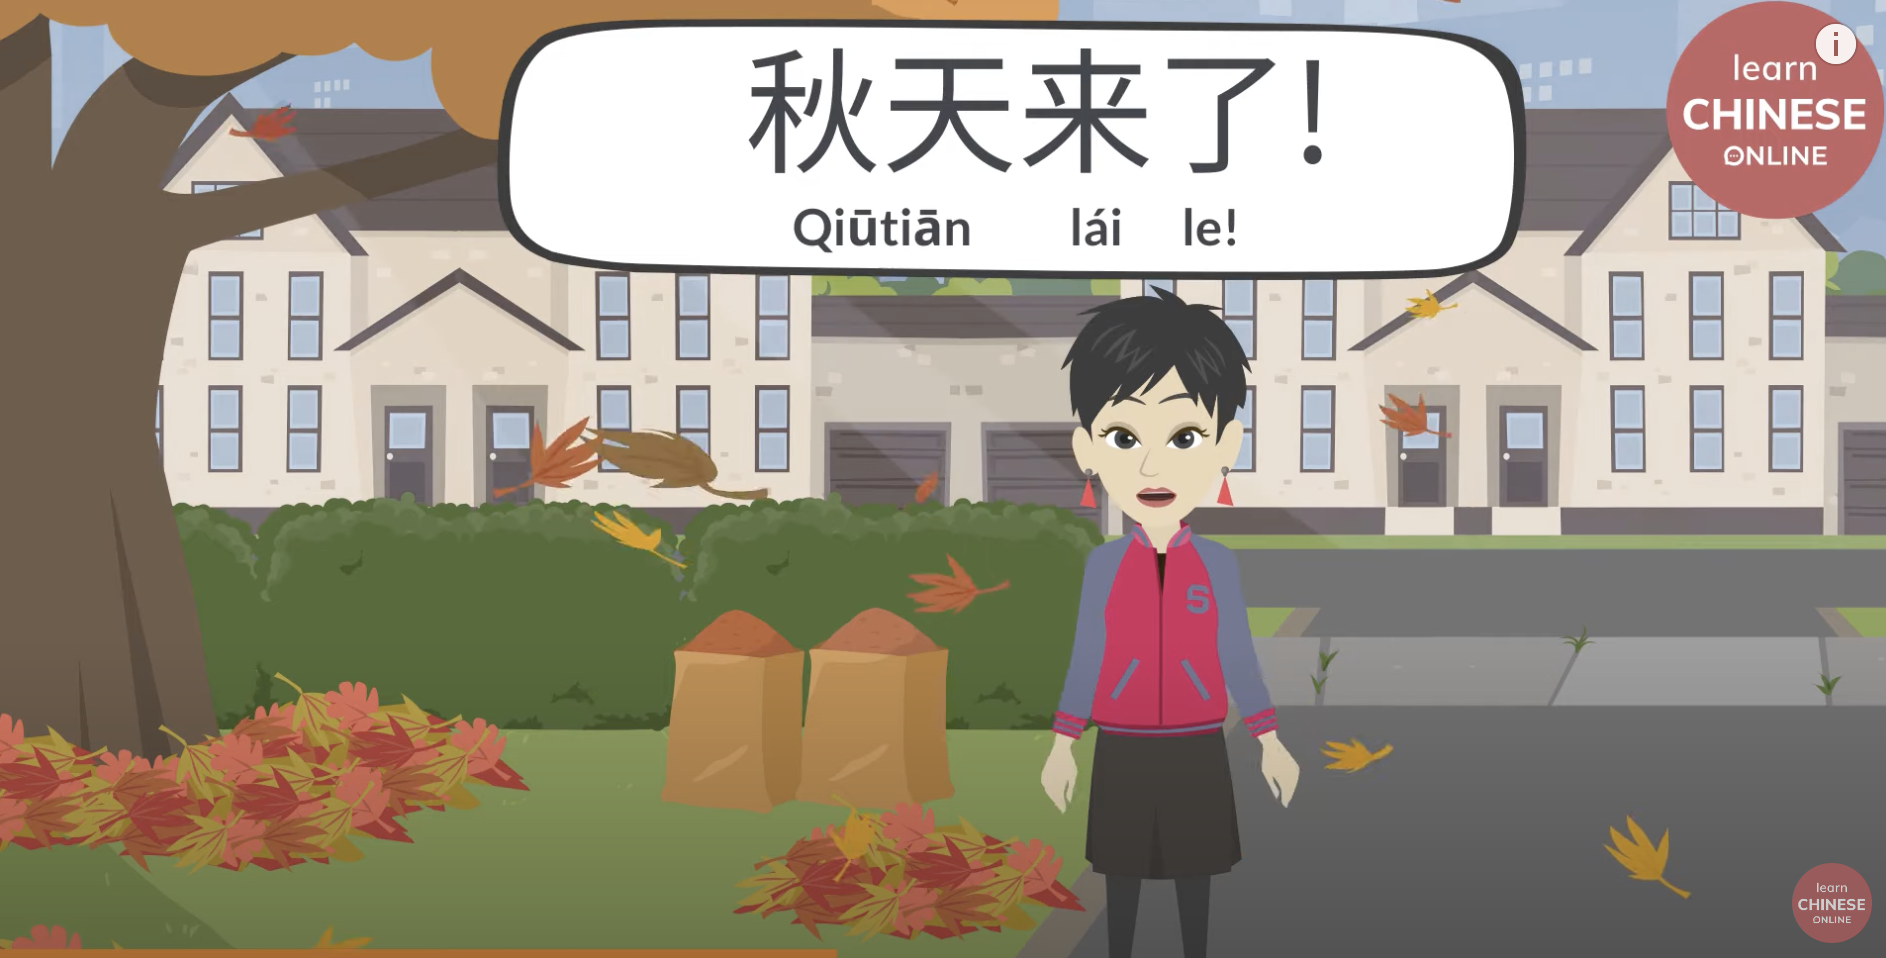 秋天来了!
Qiūtiān lái le!
learn
CHINESE
ONLINE
i
S
learn
CHINESE
ONLINE